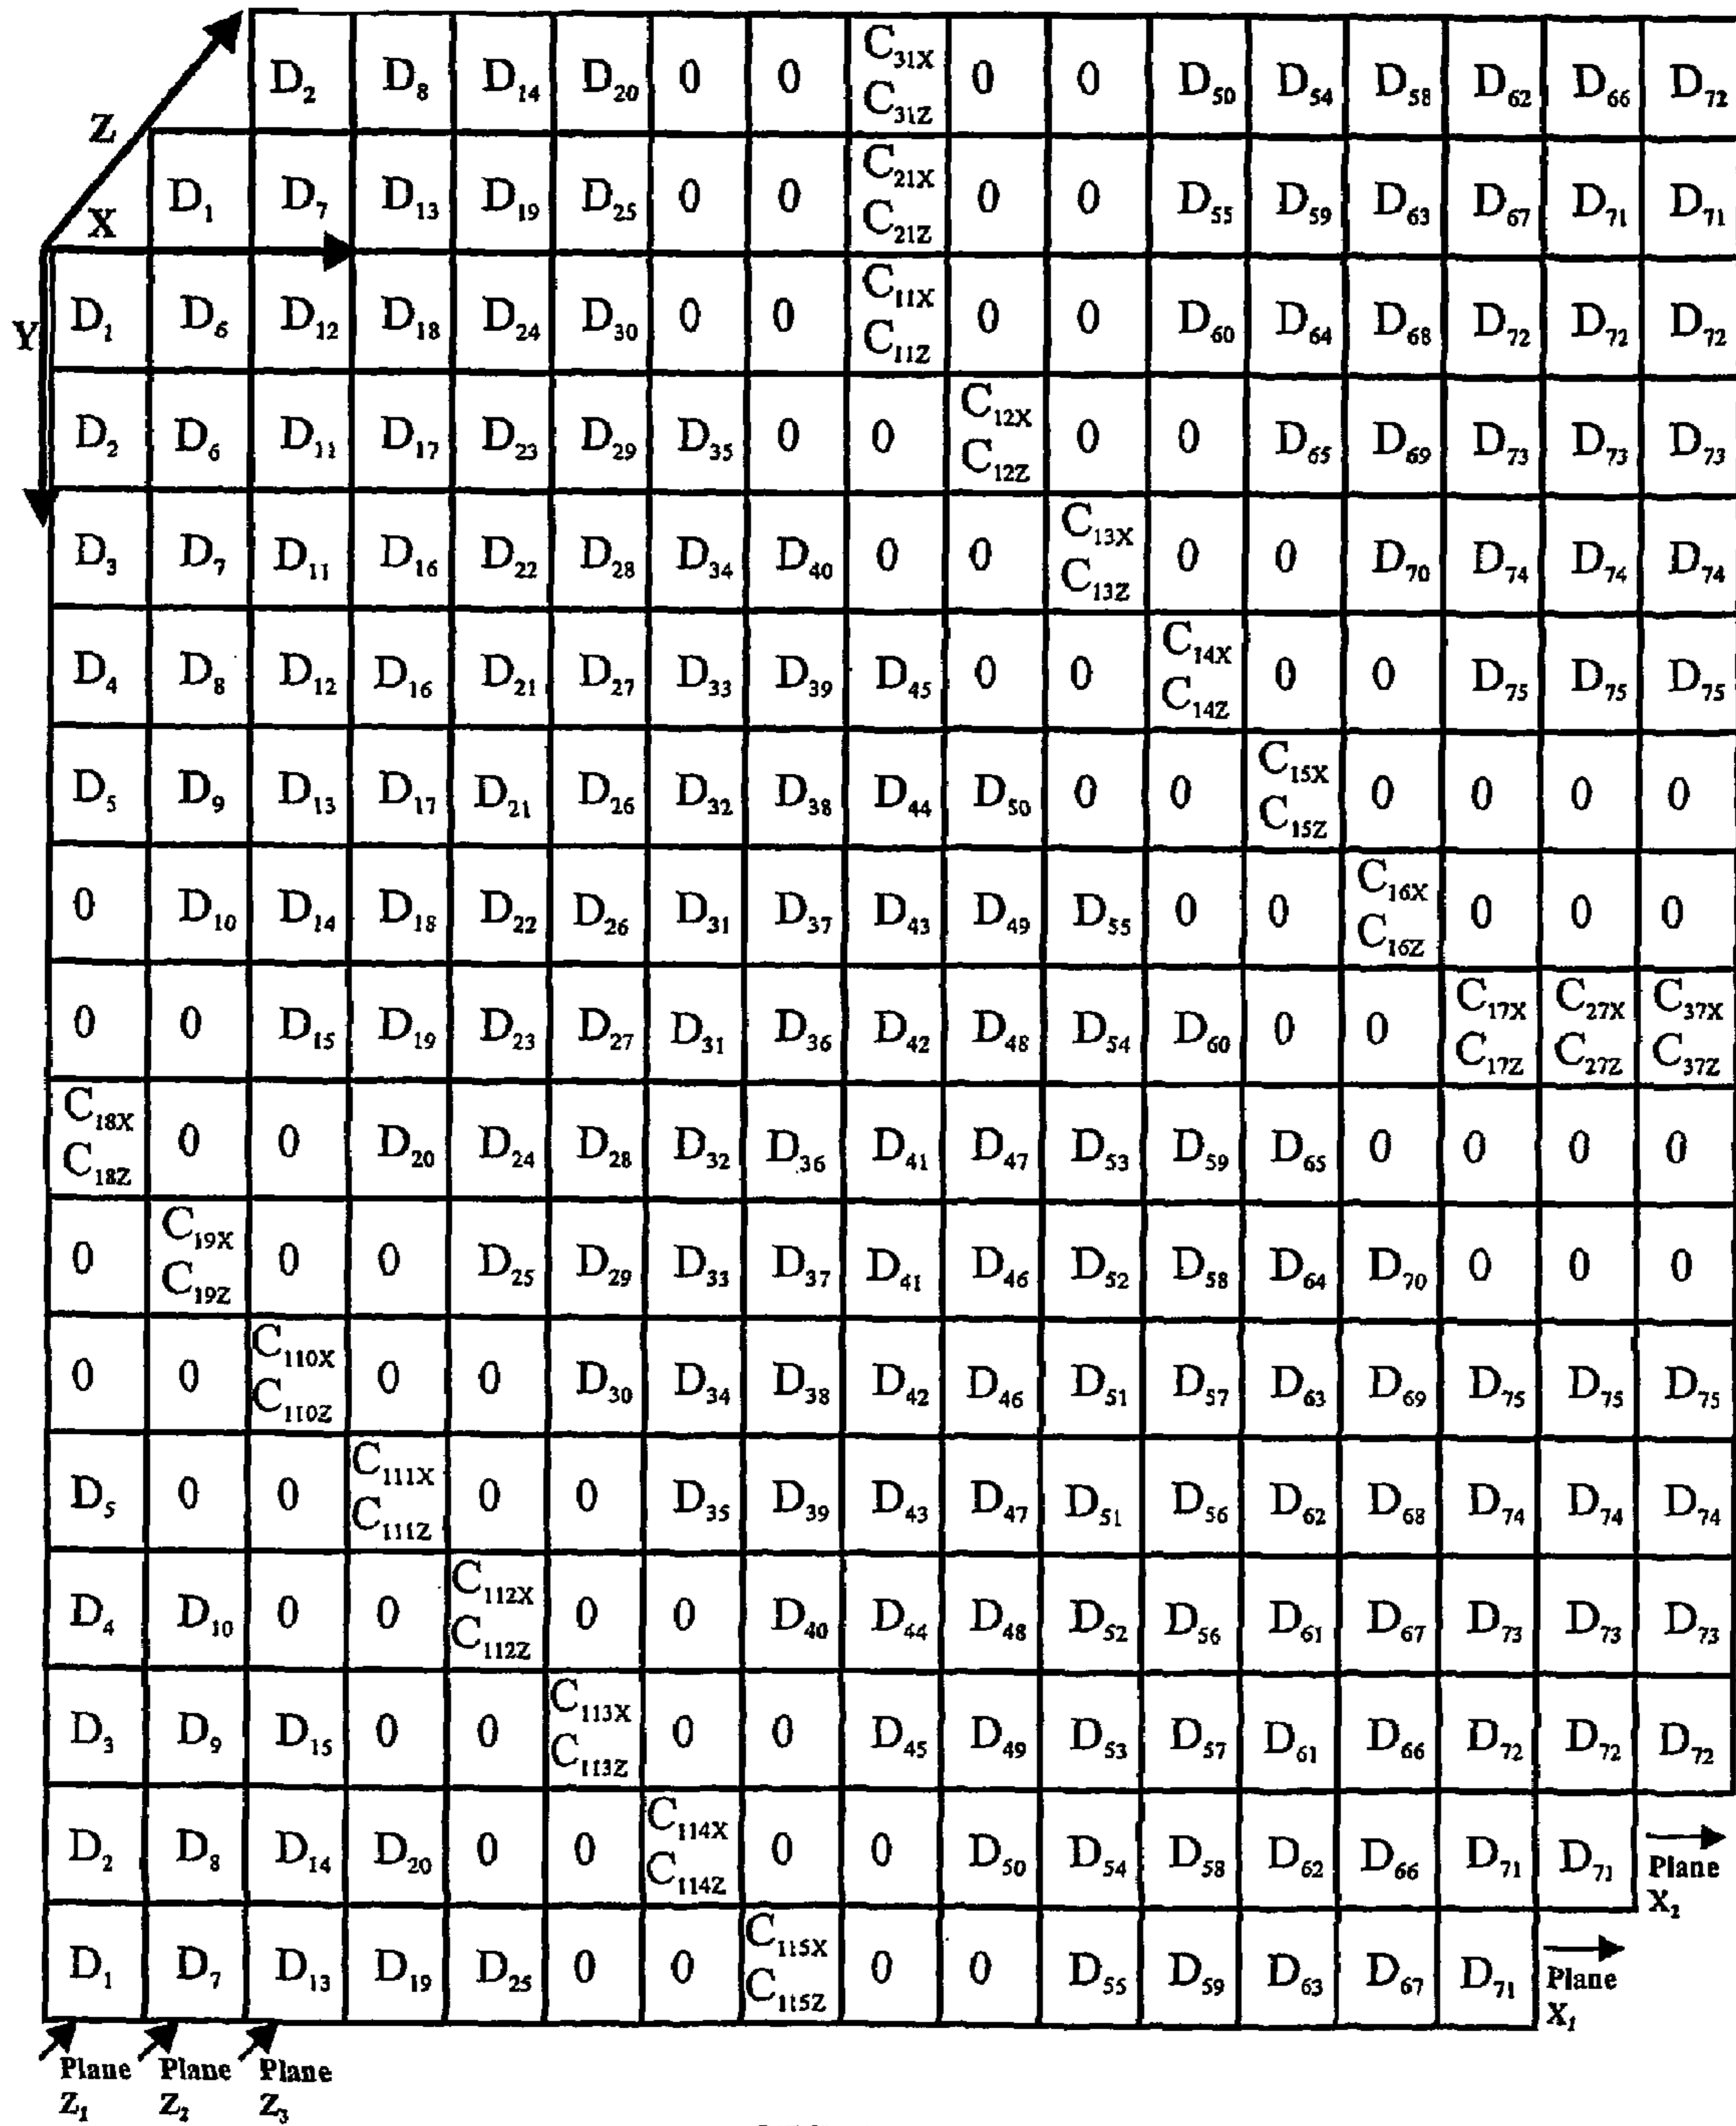 D₂ D₈ D₁₄ D₂₀ 0 0 C₃₁X C₃₁Z 0 0 D₅₀ D₅₄ D₅₈ D₆₂ D₆₆ D₇₂
Z
D₁ D₇ D₁₃ D₁₉ D₂₅ 0 0 C₂₁X C₂₁Z 0 0 D₅₅ D₅₉ D₆₃ D₆₇ D₇₁ D₇₁
X
Y
D₁ D₆ D₁₂ D₁₈ D₂₄ D₃₀ 0 0 C₁₁X C₁₁Z 0 0 D₆₀ D₆₄ D₆₈ D₇₂ D₇₂ D₇₂
D₂ D₆ D₁₁ D₁₇ D₂₃ D₂₉ D₃₅ 0 0 C₁₂X C₁₂Z 0 0 D₆₅ D₆₉ D₇₃ D₇₃ D₇₃
D₃ D₇ D₁₁ D₁₆ D₂₂ D₂₈ D₃₄ D₄₀ 0 0 C₁₃X C₁₃Z 0 0 D₇₀ D₇₄ D₇₄ D₇₄
D₄ D₈ D₁₂ D₁₆ D₂₁ D₂₇ D₃₃ D₃₉ D₄₅ 0 0 C₁₄X C₁₄Z 0 0 D₇₅ D₇₅ D₇₅
D₅ D₉ D₁₃ D₁₇ D₂₁ D₂₆ D₃₂ D₃₈ D₄₄ D₅₀ 0 0 C₁₅X C₁₅Z 0 0 0 0
0 D₁₀ D₁₄ D₁₈ D₂₂ D₂₆ D₃₁ D₃₇ D₄₃ D₄₉ D₅₅ 0 0 C₁₆X C₁₆Z 0 0 0
0 0 D₁₅ D₁₉ D₂₃ D₂₇ D₃₁ D₃₆ D₄₂ D₄₈ D₅₄ D₆₀ 0 0 C₁₇X C₁₇Z C₂₇X C₂₇Z C₃₇X C₃₇Z
C₁₈X C₁₈Z 0 0 D₂₀ D₂₄ D₂₈ D₃₂ D₃₆ D₄₁ D₄₇ D₅₃ D₅₉ D₆₅ 0 0 0 0
0 C₁₉X C₁₉Z 0 0 D₂₅ D₂₉ D₃₃ D₃₇ D₄₁ D₄₆ D₅₂ D₅₈ D₆₄ D₇₀ 0 0 0
0 0 C₁₁₀X C₁₁₀Z 0 0 D₃₀ D₃₄ D₃₈ D₄₂ D₄₆ D₅₁ D₅₇ D₆₃ D₆₉ D₇₅ D₇₅ D₇₅
D₅ 0 0 C₁₁₁X C₁₁₁Z 0 0 D₃₅ D₃₉ D₄₃ D₄₇ D₅₁ D₅₆ D₆₂ D₆₈ D₇₄ D₇₄ D₇₄
D₄ D₁₀ 0 0 C₁₁₂X C₁₁₂Z 0 0 D₄₀ D₄₄ D₄₈ D₅₂ D₅₆ D₆₁ D₆₇ D₇₃ D₇₃ D₇₃
D₃ D₉ D₁₅ 0 0 C₁₁₃X C₁₁₃Z 0 0 D₄₅ D₄₉ D₅₃ D₅₇ D₆₁ D₆₆ D₇₂ D₇₂ D₇₂
D₂ D₈ D₁₄ D₂₀ 0 0 C₁₁₄X C₁₁₄Z 0 0 D₅₀ D₅₄ D₅₈ D₆₂ D₆₆ D₇₁ D₇₁
Plane
X₂
D₁ D₇ D₁₃ D₁₉ D₂₅ 0 0 C₁₁₅X C₁₁₅Z 0 0 D₅₅ D₅₉ D₆₃ D₆₇ D₇₁
Plane
X₁
Plane Plane Plane
Z₁ Z₂ Z₃